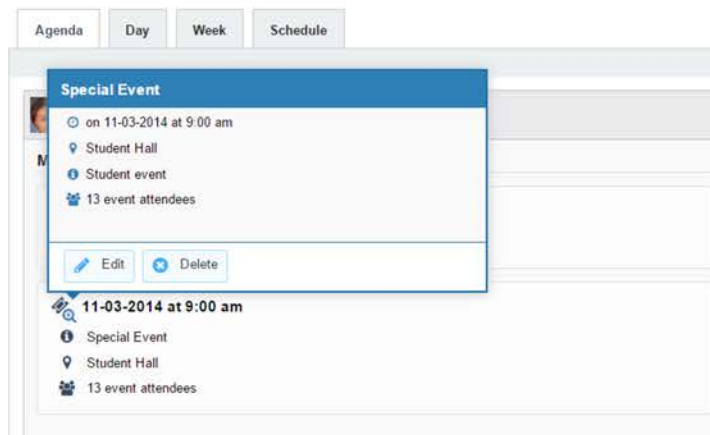 Agenda Day Week Schedule
Special Event
on 11-03-2014 at 9:00 am
Student Hall
Student event
13 event attendees
Edit Delete
11-03-2014 at 9:00 am
Special Event
Student Hall
13 event attendees